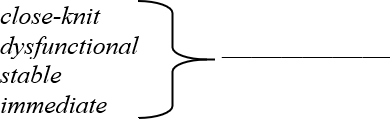 close-knit
dysfunctional
stable
immediate